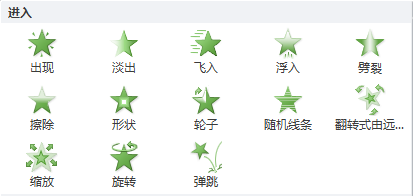 进入
出现 淡出 飞入 浮入 劈裂
擦除 形状 轮子 随机线条 翻转式由远...
缩放 旋转 弹跳